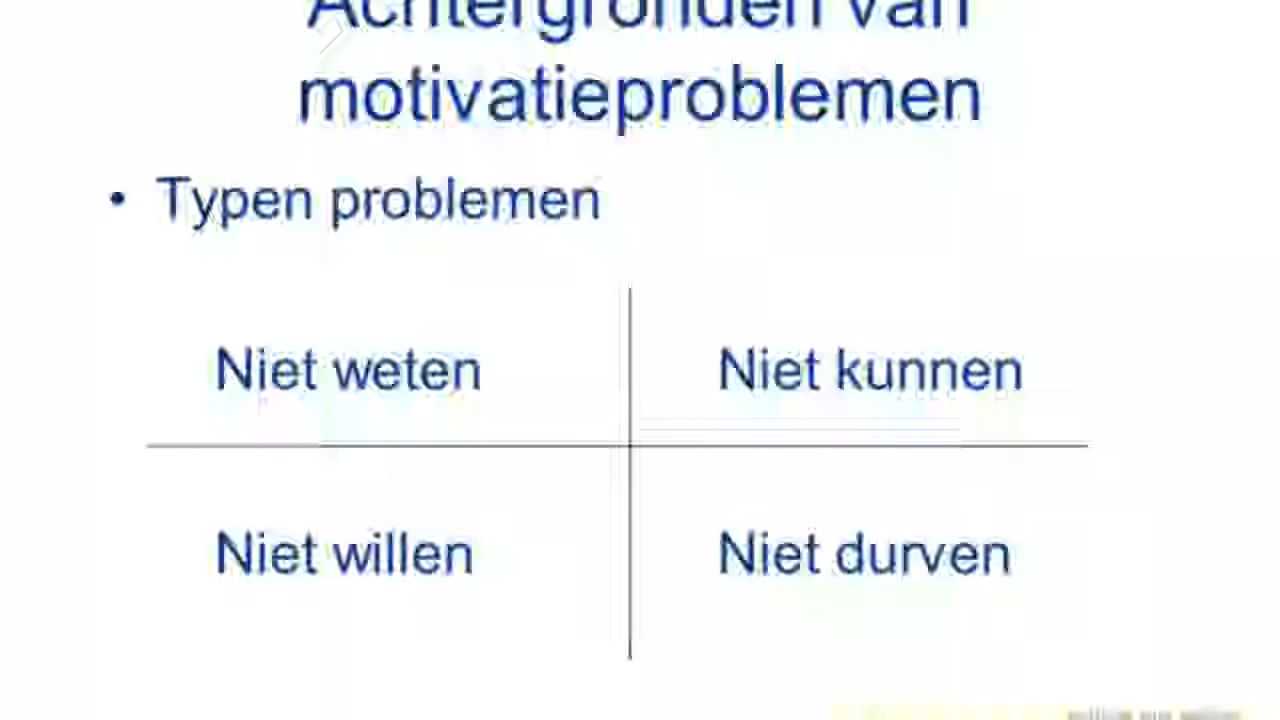 Achtergronden van
motivatieproblemen
• Typen problemen
Niet weten Niet kunnen
Niet willen Niet durven